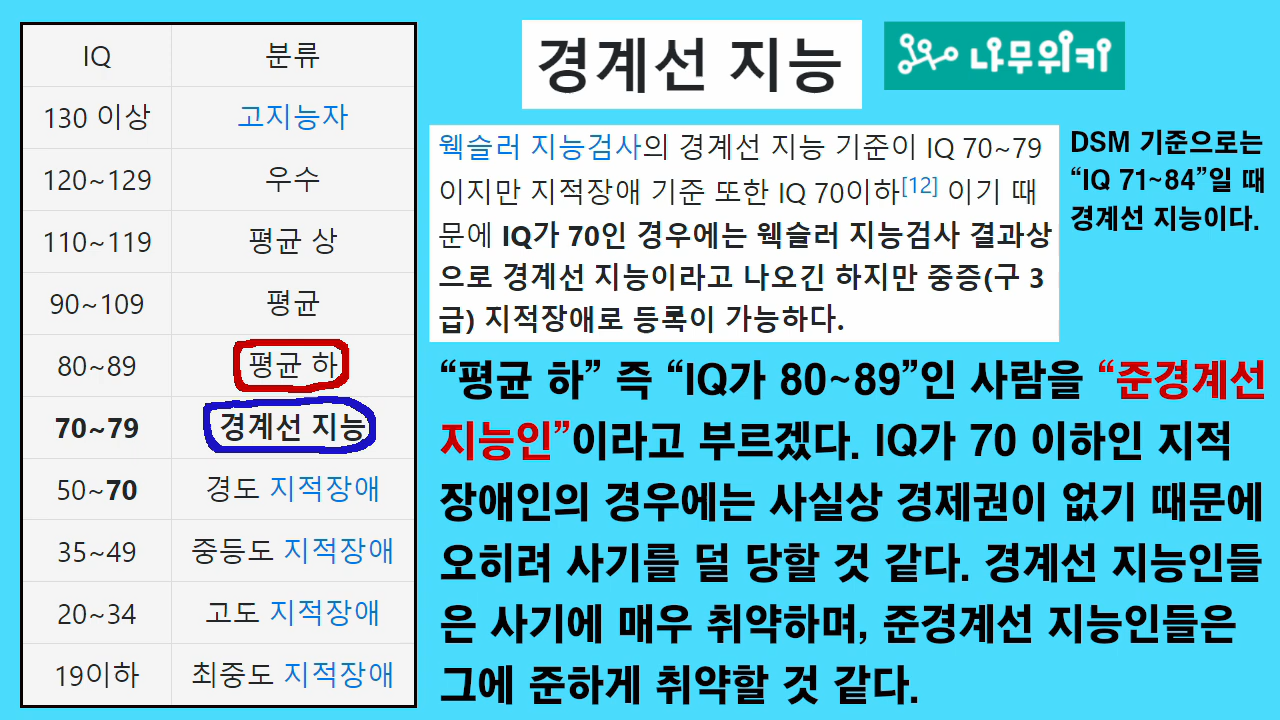 IQ 분류
130 이상 고지능자
120~129 우수
110~119 평균 상
90~109 평균
80~89 평균 하
70~79 경계선 지능
50~70 경도 지적장애
35~49 중등도 지적장애
20~34 고도 지적장애
19이하 최중도 지적장애
경계선 지능
나무위키
웩슬러 지능검사의 경계선 지능 기준이 IQ 70~79
이지만 지적장애 기준 또한 IQ 70이하[12] 이기 때
문에 IQ가 70인 경우에는 웩슬러 지능검사 결과상
으로 경계선 지능이라고 나오긴 하지만 중증(구 3
급) 지적장애로 등록이 가능하다.
DSM 기준으로는
“IQ 71~84”일 때
경계선 지능이다.
“평균 하” 즉 “IQ가 80~89”인 사람을 “준경계선
지능인”이라고 부르겠다. IQ가 70 이하인 지적
장애인의 경우에는 사실상 경제권이 없기 때문에
오히려 사기를 덜 당할 것 같다. 경계선 지능인들
은 사기에 매우 취약하며, 준경계선 지능인들은
그에 준하게 취약할 것 같다.